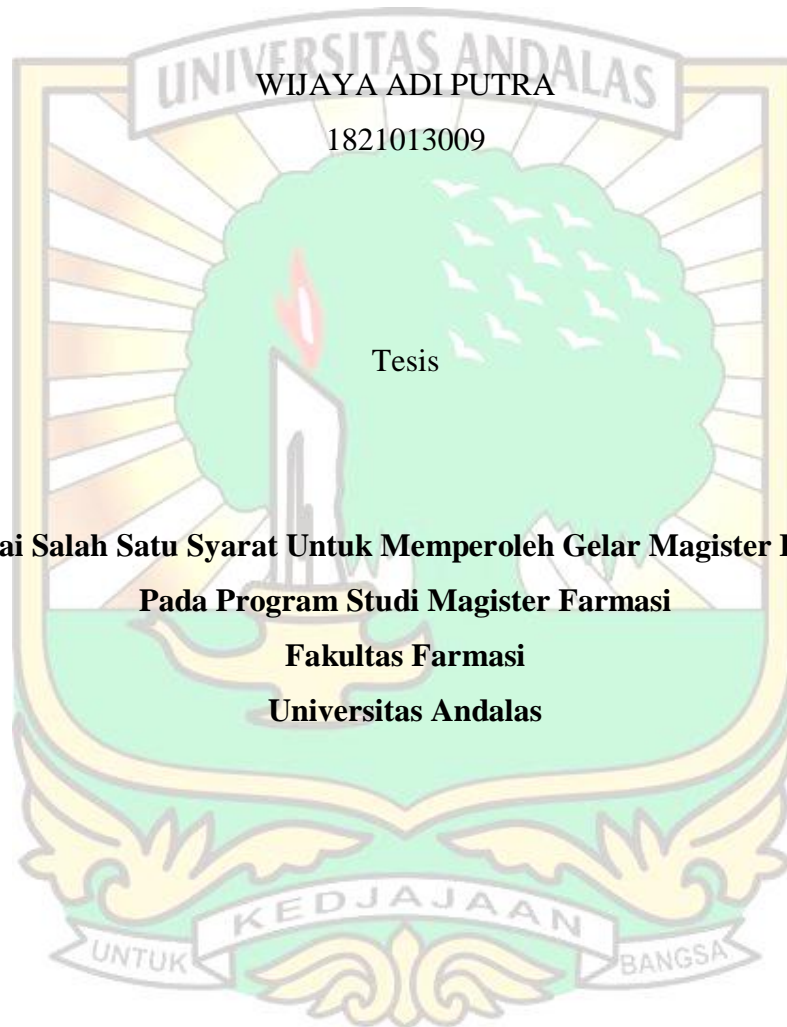 UNIVERSITAS ANDALAS
WIJAYA ADI PUTRA
1821013009
Tesis
ai Salah Satu Syarat Untuk Memperoleh Gelar Magister
Pada Program Studi Magister Farmasi
Fakultas Farmasi
Universitas Andalas
KEDJAJAAN
UNTUK BANGSA